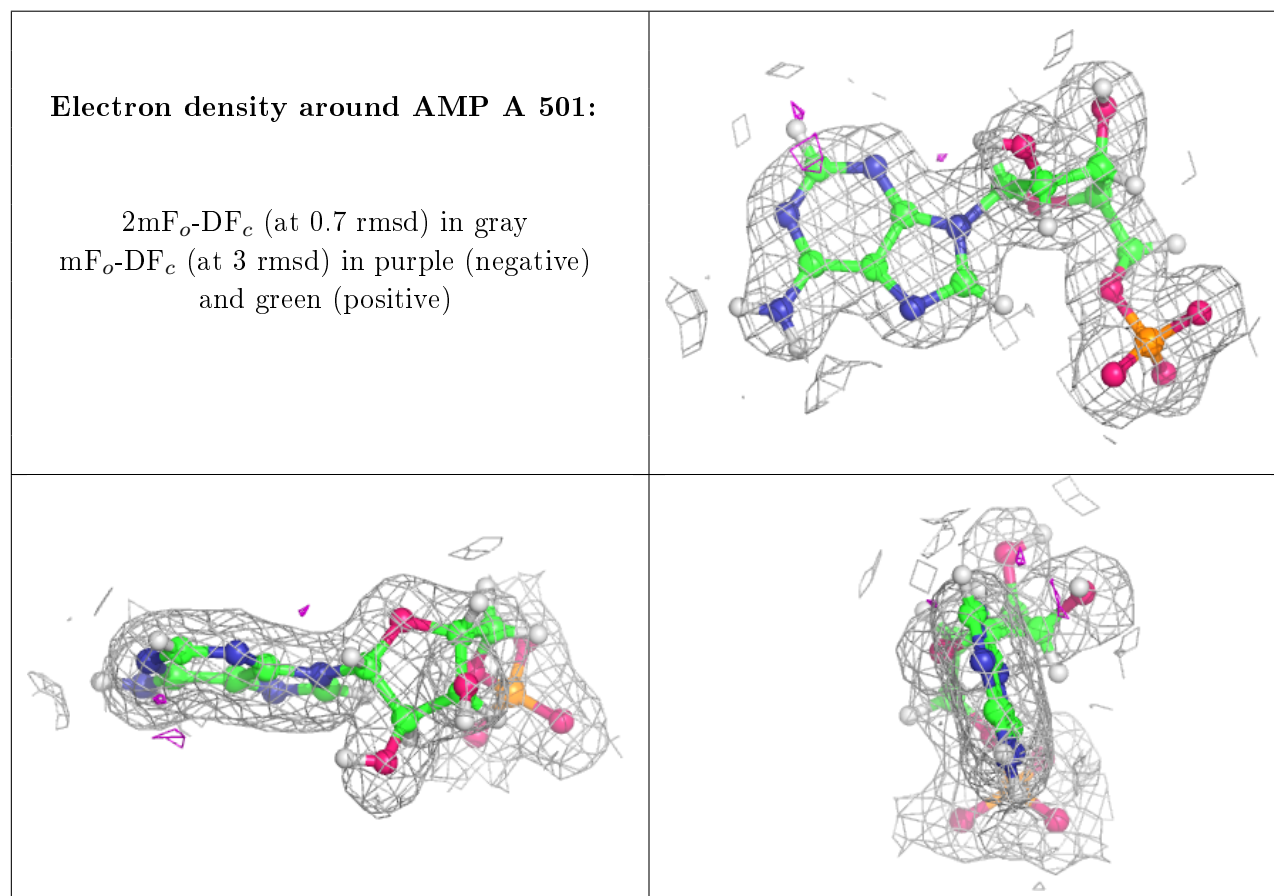 Electron density around AMP A 501:
2mFₒ-DF𝒸 (at 0.7 rmsd) in gray
mFₒ-DF𝒸 (at 3 rmsd) in purple (negative)
and green (positive)